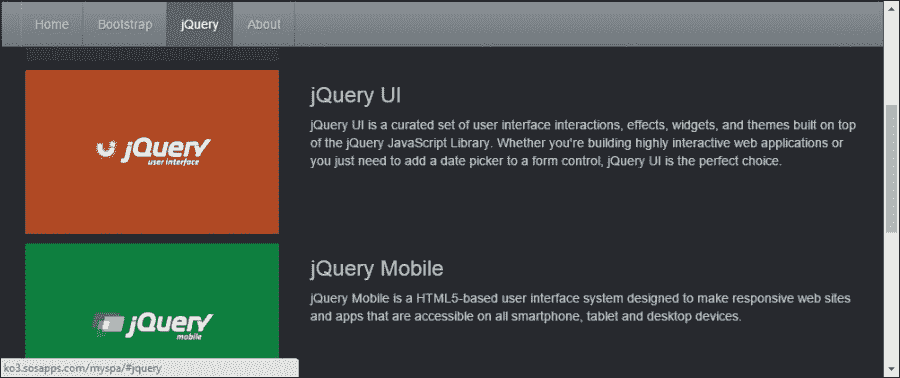 Home Bootstrap jQuery About
jQuery
user interface
jQuery UI
jQuery UI is a curated set of user interface interactions, effects, widgets, and themes built on top
of the jQuery JavaScript Library. Whether you're building highly interactive web applications or
you just need to add a date picker to a form control, jQuery UI is the perfect choice.
jQuery
mobile
jQuery Mobile
jQuery Mobile is a HTML5-based user interface system designed to make responsive web sites
and apps that are accessible on all smartphone, tablet and desktop devices.
ko3.sosapps.com/myspa/#jquery